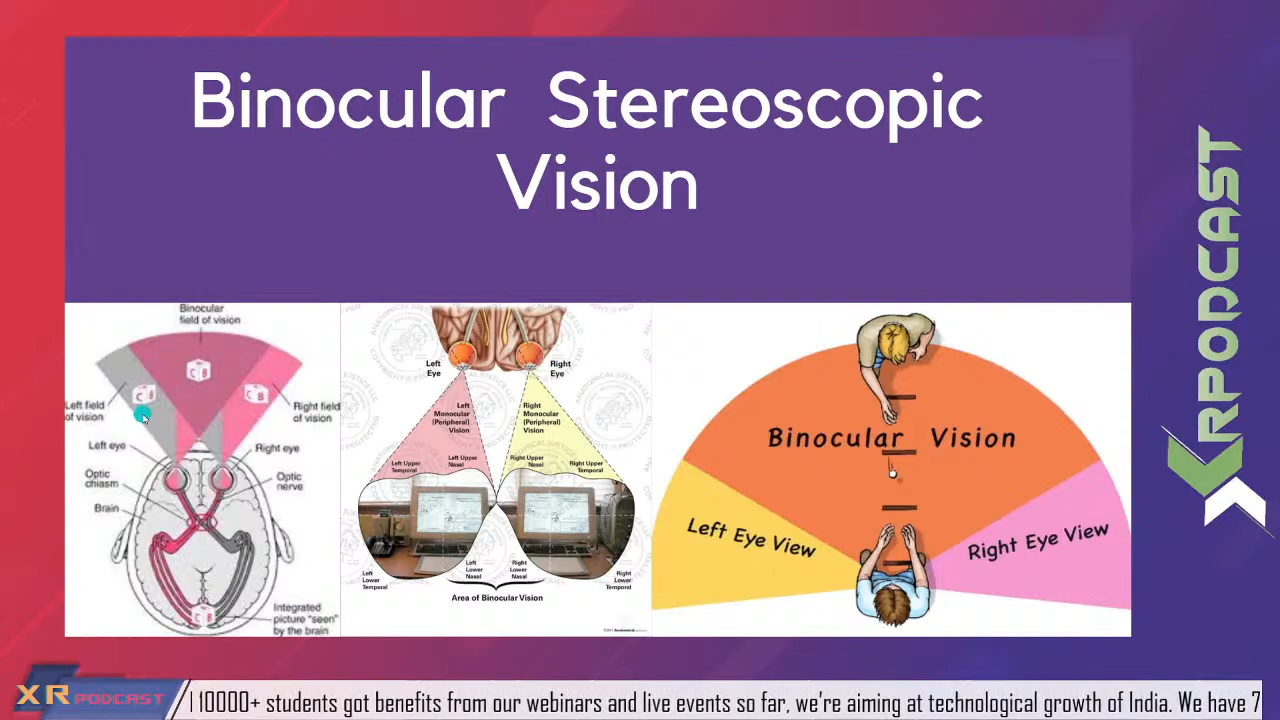 Binocular Stereoscopic
Vision
Binocular
field of vision
Left field
of vision
Right field
of vision
Left eye
Right eye
Optic
chiasm
Optic
nerve
Brain
Integrated
picture "seen"
by the brain
Left
Eye
Right
Eye
Left
Monocular
(Peripheral)
Vision
Right
Monocular
(Peripheral)
Vision
Left Upper
Temporal
Left Upper
Nasal
Right Upper
Nasal
Right Upper
Temporal
Left
Lower
Temporal
Left
Lower
Nasal
Right
Lower
Nasal
Right
Lower
Temporal
Area of Binocular Vision
Binocular Vision
Left Eye View
Right Eye View
XRPODCAST
XR PODCAST
10000+ students got benefits from our webinars and live events so far, we're aiming at technological growth of India. We have 7